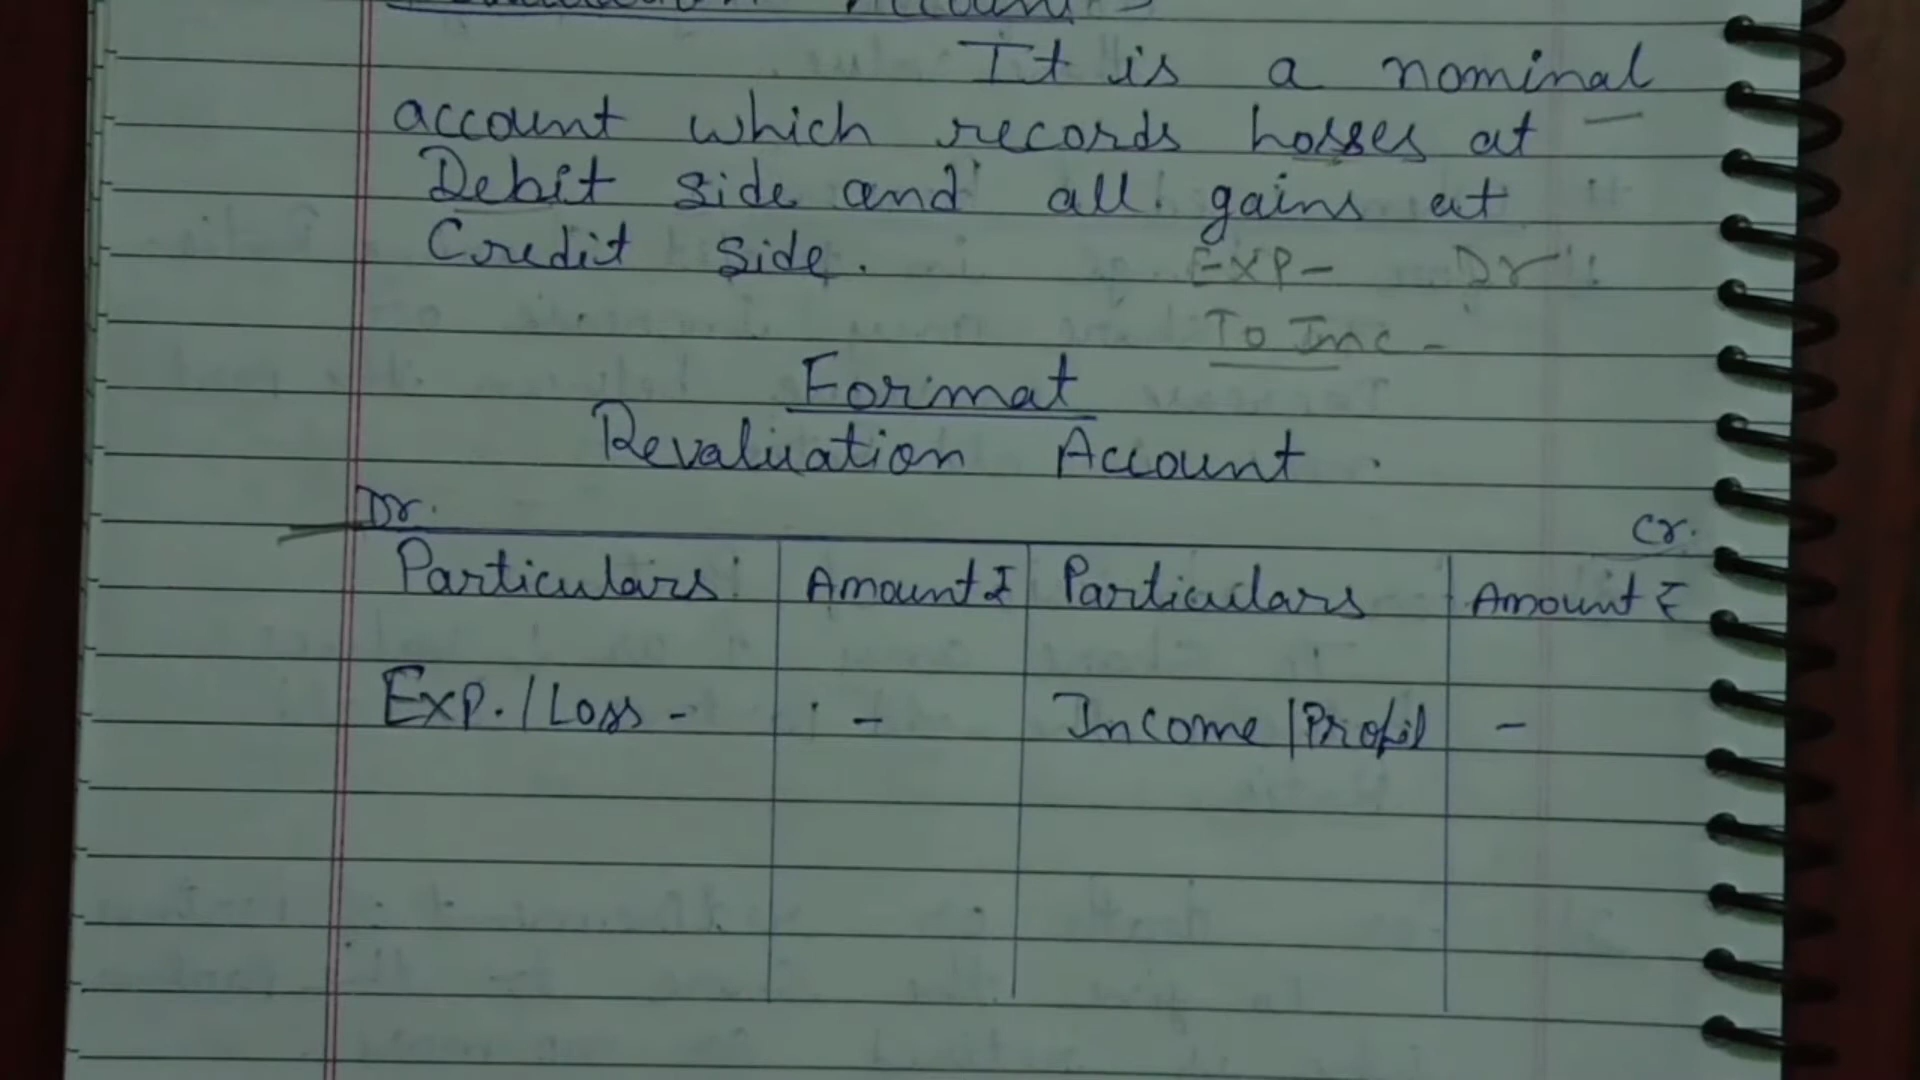 Account
It is a nominal
account which records losses at
Debit side and all gains at
Credit side.
Exp - Dr
To Inc -
Format
Revaluation Account.
Dr. Cr.
Particulars Amount ₹ Particulars Amount ₹
Exp. / Loss - - Income / Profit -